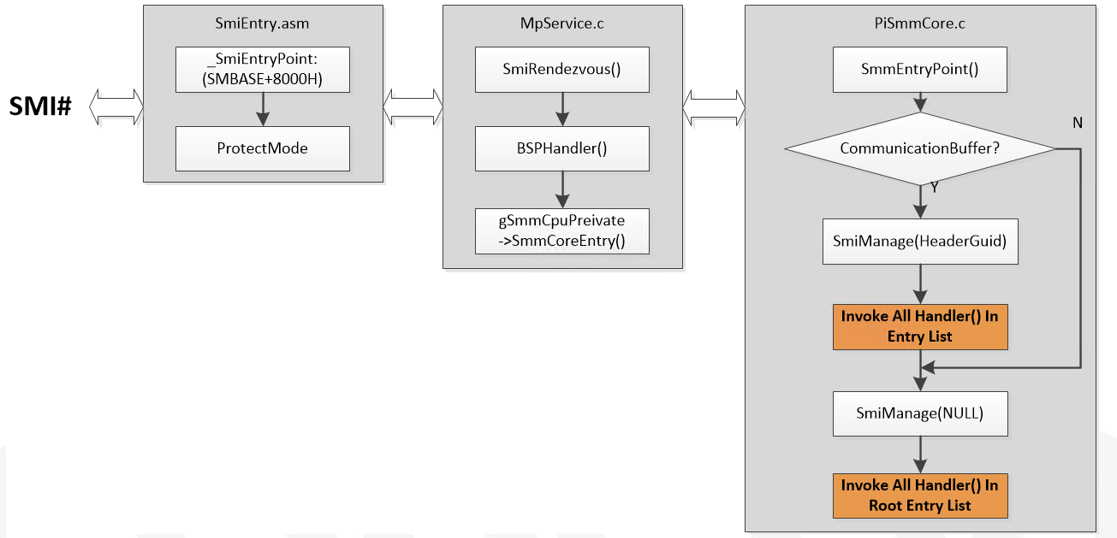 SMI#
SmiEntry.asm
_SmiEntryPoint:
(SMBASE+8000H)
ProtectMode
MpService.c
SmiRendezvous()
BSPHandler()
gSmmCpuPreivate
->SmmCoreEntry()
PiSmmCore.c
SmmEntryPoint()
CommunicationBuffer?
N
Y
SmiManage(HeaderGuid)
Invoke All Handler() In
Entry List
SmiManage(NULL)
Invoke All Handler() In
Root Entry List